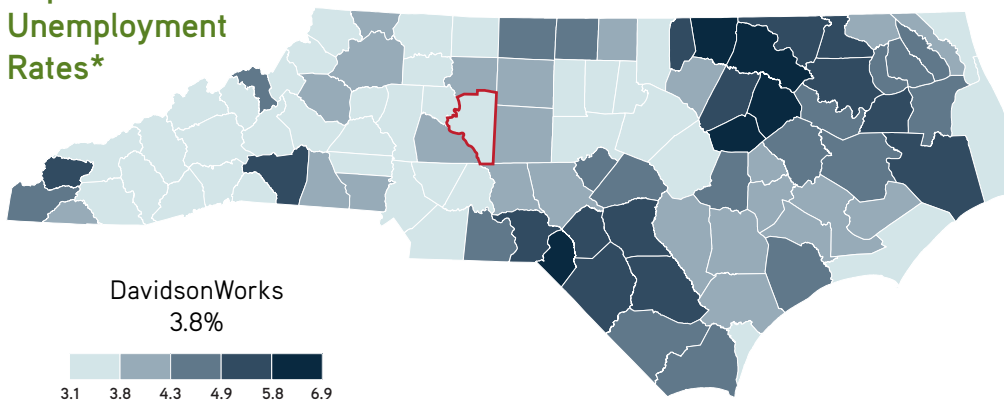 Unemployment
Rates*
DavidsonWorks
3.8%
3.1 3.8 4.3 4.9 5.8 6.9